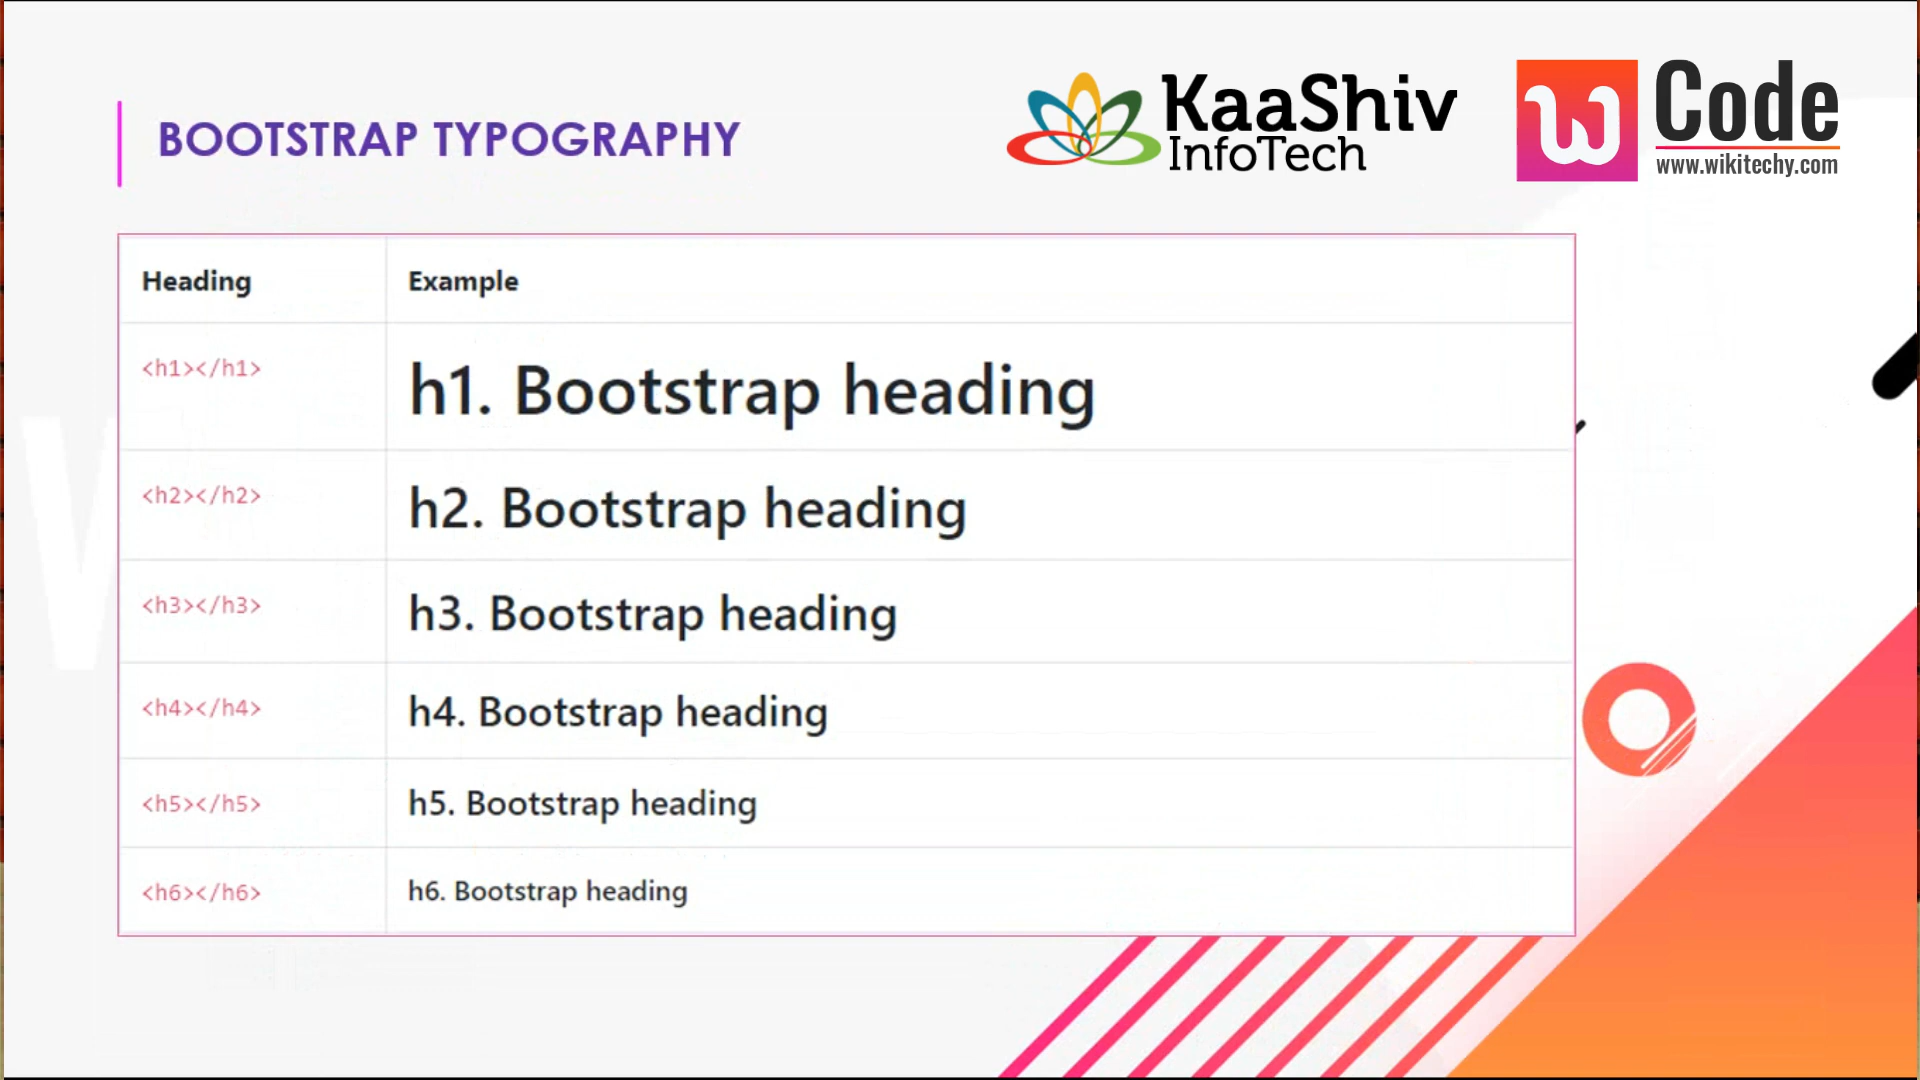 BOOTSTRAP TYPOGRAPHY
KaaShiv
InfoTech
W
Code
www.wikitechy.com
Heading Example
<h1></h1> h1. Bootstrap heading
<h2></h2> h2. Bootstrap heading
<h3></h3> h3. Bootstrap heading
<h4></h4> h4. Bootstrap heading
<h5></h5> h5. Bootstrap heading
<h6></h6> h6. Bootstrap heading